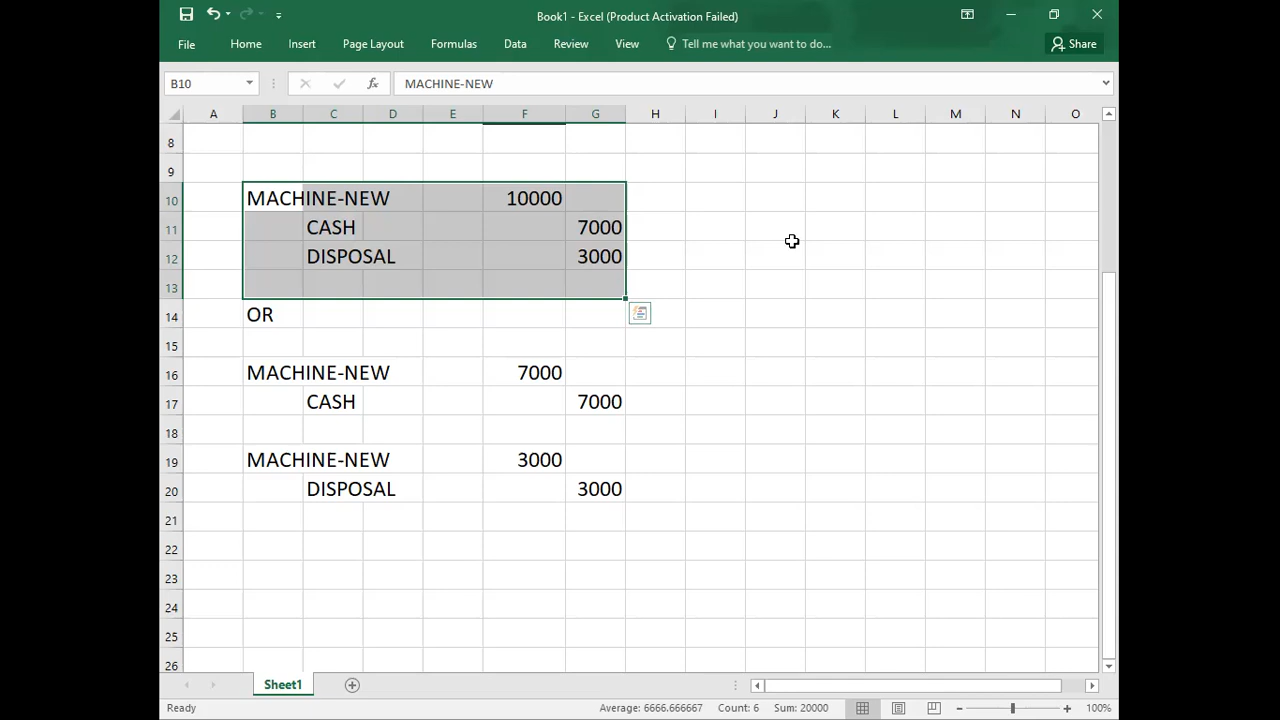 Book1 - Excel (Product Activation Failed)
File Home Insert Page Layout Formulas Data Review View Tell me what you want to do... Share
B10 fx MACHINE-NEW
A B C D E F G H I J K L M N O
8
9
10 MACHINE-NEW 10000
11 CASH 7000
12 DISPOSAL 3000
13
14 OR
15
16 MACHINE-NEW 7000
17 CASH 7000
18
19 MACHINE-NEW 3000
20 DISPOSAL 3000
21
22
23
24
25
26
Sheet1
Ready Average: 6666.666667 Count: 6 Sum: 20000 100%